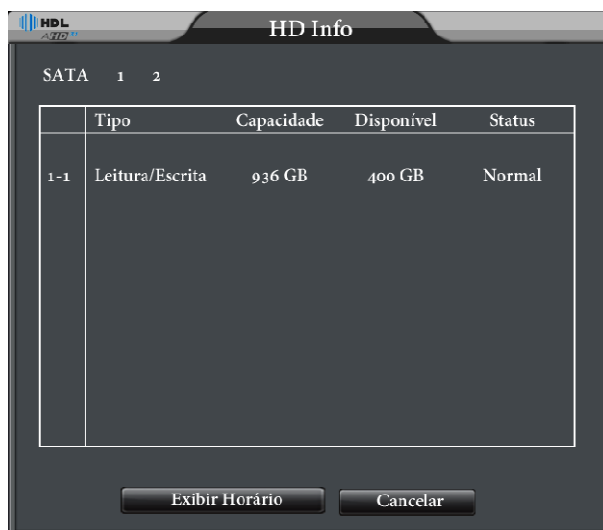 HDL
HD Info
SATA 1 2
Tipo Capacidade Disponível Status
1-1 Leitura/Escrita 936 GB 400 GB Normal
Exibir Horário Cancelar